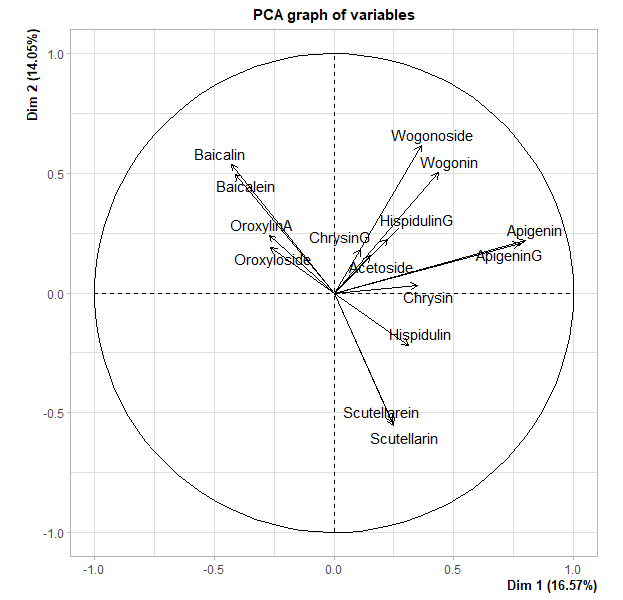 PCA graph of variables
Dim 2 (14.05%)
1.0
0.5
0.0
-0.5
-1.0
Wogonoside
Wogonin
Baicalin
Baicalein
HispidulinG
OroxylinA
ChrysinG
Apigenin
ApigeninG
Oroxyloside
Acetoside
Chrysin
Hispidulin
Scutellarein
Scutellarin
-1.0
-0.5
0.0
0.5
1.0
Dim 1 (16.57%)